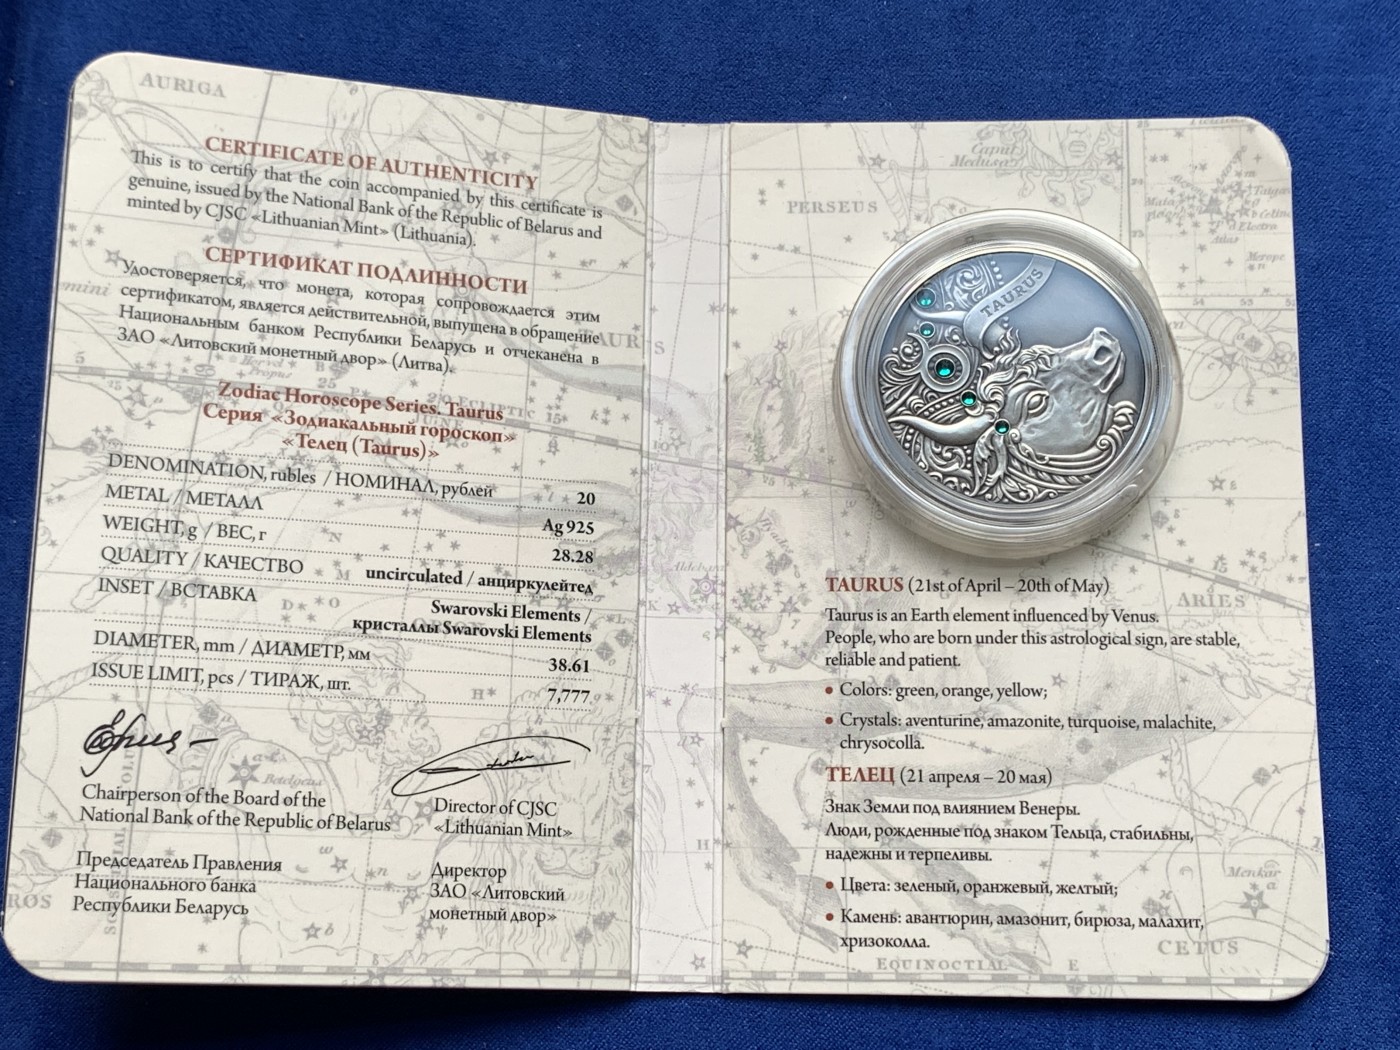 AURIGA
CERTIFICATE OF AUTHENTICITY
This is to certify that the coin accompanied by this certificate is
genuine, issued by the National Bank of the Republic of Belarus and
minted by CJSC «Lithuanian Mint» (Lithuania).
СЕРТИФИКАТ ПОДЛИННОСТИ
Удостоверяется, что монета, которая сопровождается этим
сертификатом, является действительной, выпущена в обращение
Национальным банком Республики Беларусь и отчеканена в
ЗАО «Литовский монетный двор» (Литва).
Zodiac Horoscope Series. Taurus
Серия «Зодиакальный гороскоп»
«Телец (Taurus)»
DENOMINATION, rubles / НОМИНАЛ, рублей 20
METAL / МЕТАЛЛ Ag 925
WEIGHT, g / ВЕС, г 28.28
QUALITY / КАЧЕСТВО uncirculated / анциркулейтед
INSET / ВСТАВКА Swarovski Elements /
кристаллы Swarovski Elements
DIAMETER, mm / ДИАМЕТР, мм 38.61
ISSUE LIMIT, pcs / ТИРАЖ, шт. 7,777
Chairperson of the Board of the
National Bank of the Republic of Belarus
Председатель Правления
Национального банка
Республики Беларусь
Director of CJSC
«Lithuanian Mint»
Директор
ЗАО «Литовский
монетный двор»
mini
TAURUS
ECLIPTIC
Betelgeus
PERSEUS
Caput
Medusa
Merope
TAURUS
TAURUS (21st of April – 20th of May)
Taurus is an Earth element influenced by Venus.
People, who are born under this astrological sign, are stable,
reliable and patient.
• Colors: green, orange, yellow;
• Crystals: aventurine, amazonite, turquoise, malachite,
chrysocolla.
ТЕЛЕЦ (21 апреля – 20 мая)
Знак Земли под влиянием Венеры.
Люди, рожденные под знаком Тельца, стабильны,
надежны и терпеливы.
• Цвета: зеленый, оранжевый, желтый;
• Камень: авантюрин, амазонит, бирюза, малахит,
хризоколла.
ARIES
Menkar
CETUS
EQUINOCTIAL